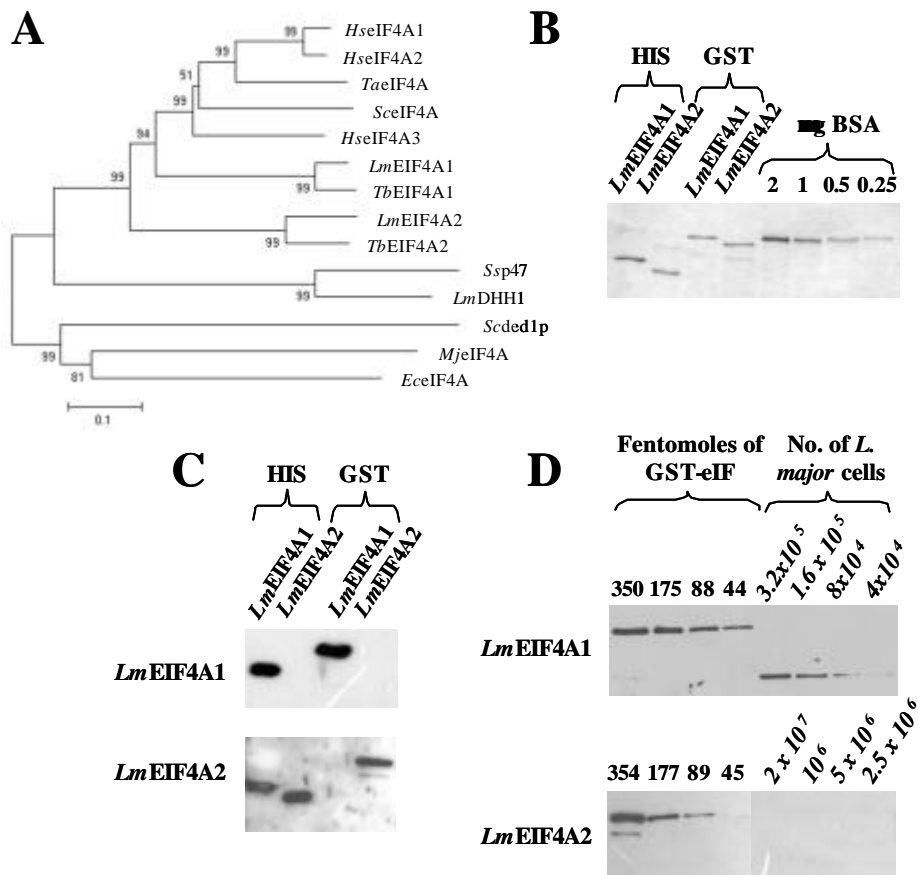 A
HseIF4A1
99
HseIF4A2
99
TaeIF4A
51
SceIF4A
99
HseIF4A3
94
LmEIF4A1
99
TbEIF4A1
99
LmEIF4A2
TbEIF4A2
99
Ssp47
LmDHH1
99
Scded1p
99
MjeIF4A
81
EceIF4A
0.1
B
HIS GST
LmEIF4A1 LmEIF4A2 LmEIF4A1 LmEIF4A2
BSA
2 1 0.5 0.25
C
HIS GST
LmEIF4A1 LmEIF4A2 LmEIF4A1 LmEIF4A2
LmEIF4A1
LmEIF4A2
D
Fentomoles of
GST-eIF
No. of L.
major cells
350 175 88 44 3.2x10^5 1.6 x 10^5 8x10^4 4x10^4
LmEIF4A1
354 177 89 45 2 x 10^7 10^6 5 x 10^6 2.5 x 10^6
LmEIF4A2